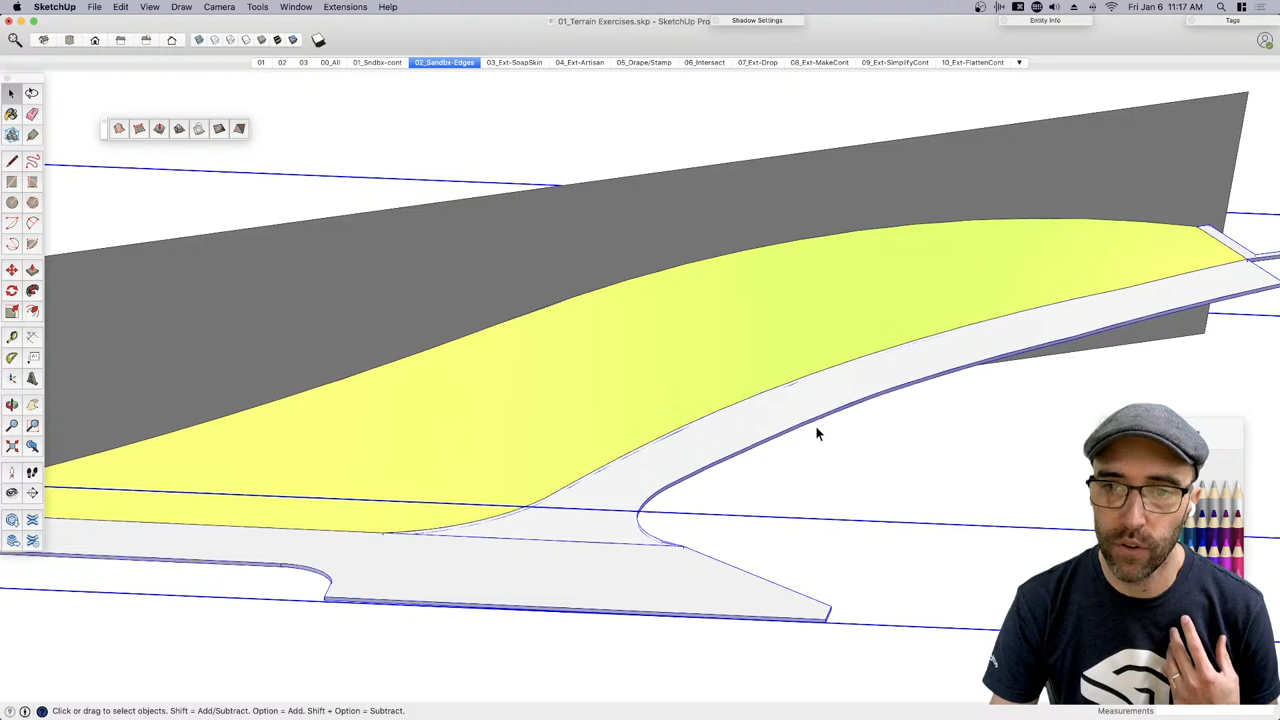 SketchUp File Edit View Draw Camera Tools Window Extensions Help
Fri Jan 6 11:17 AM
01_Terrain Exercises.skp - SketchUp Pro
Shadow Settings
Entity Info
Tags
01 02 03 00_All 01_Sndbx-cont 02_Sandbx-Edges 03_Ext-SoapSkin 04_Ext-Artisan 05_Drape/Stamp 06_Intersect 07_Ext-Drop 08_Ext-MakeCont 09_Ext-SimplifyCont 10_Ext-FlattenCont
Click or drag to select objects. Shift = Add/Subtract. Option = Add. Shift + Option = Subtract.
Measurements